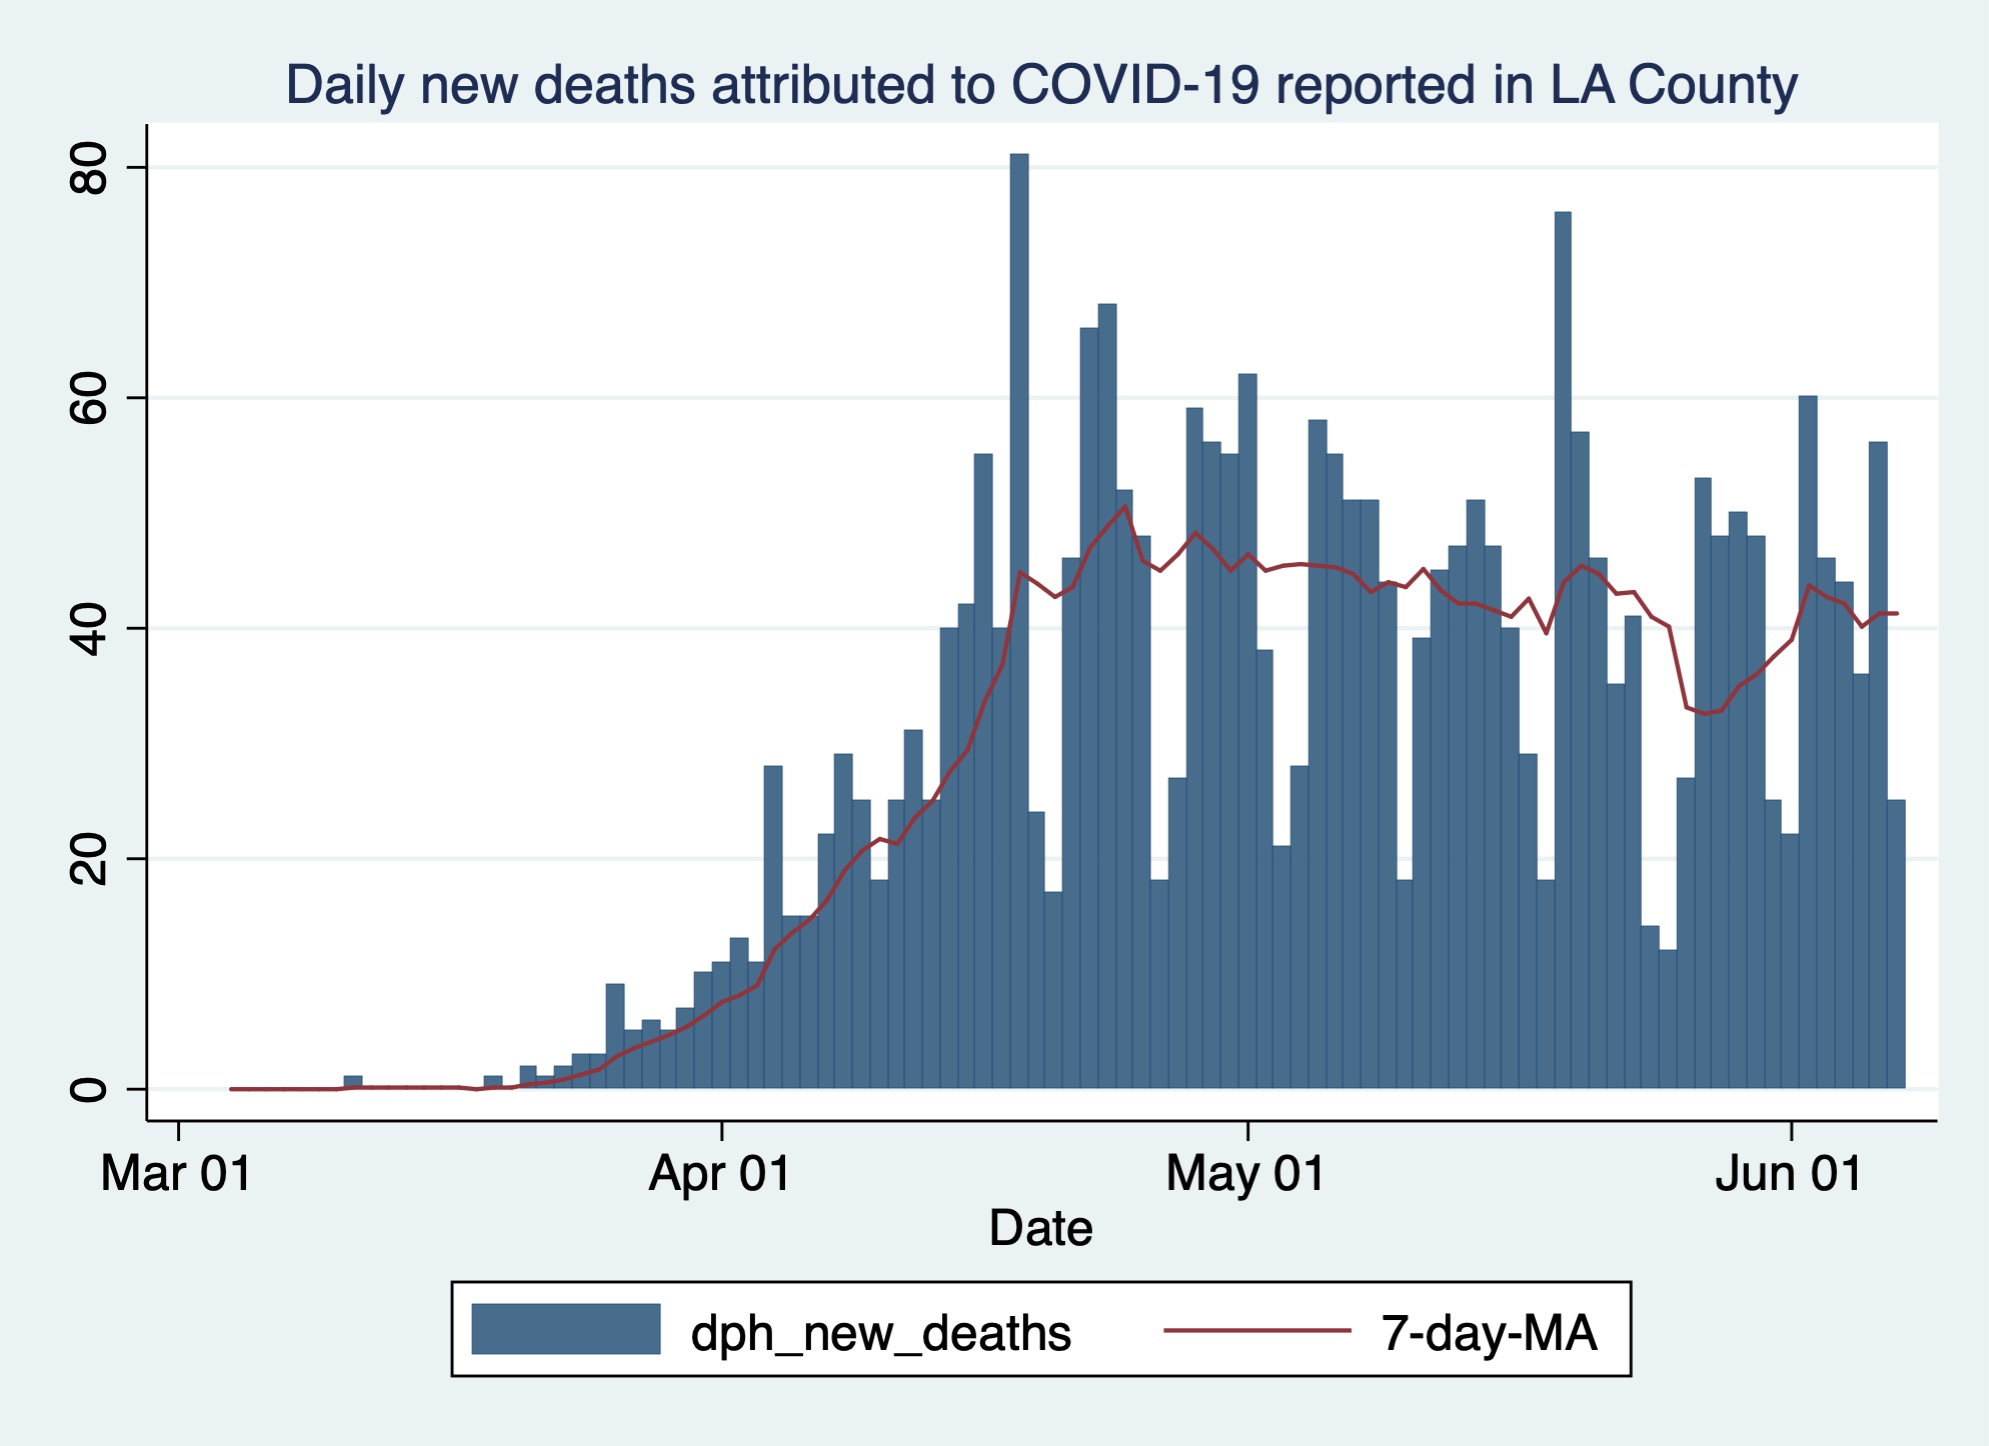 Daily new deaths attributed to COVID-19 reported in LA County
80
60
40
20
0
Mar 01 Apr 01 May 01 Jun 01
Date
dph_new_deaths 7-day-MA